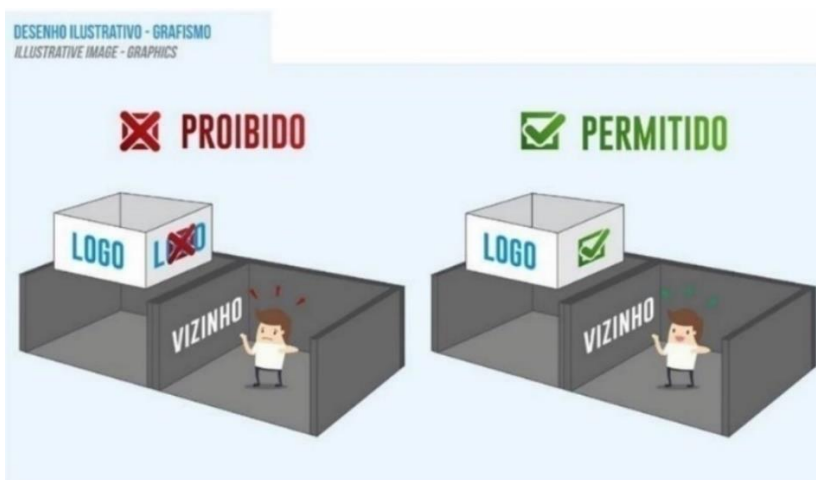 DESENHO ILUSTRATIVO - GRAFISMO
ILLUSTRATIVE IMAGE - GRAPHICS
PROIBIDO
PERMITIDO
LOGO
LOGO
VIZINHO
LOGO
VIZINHO